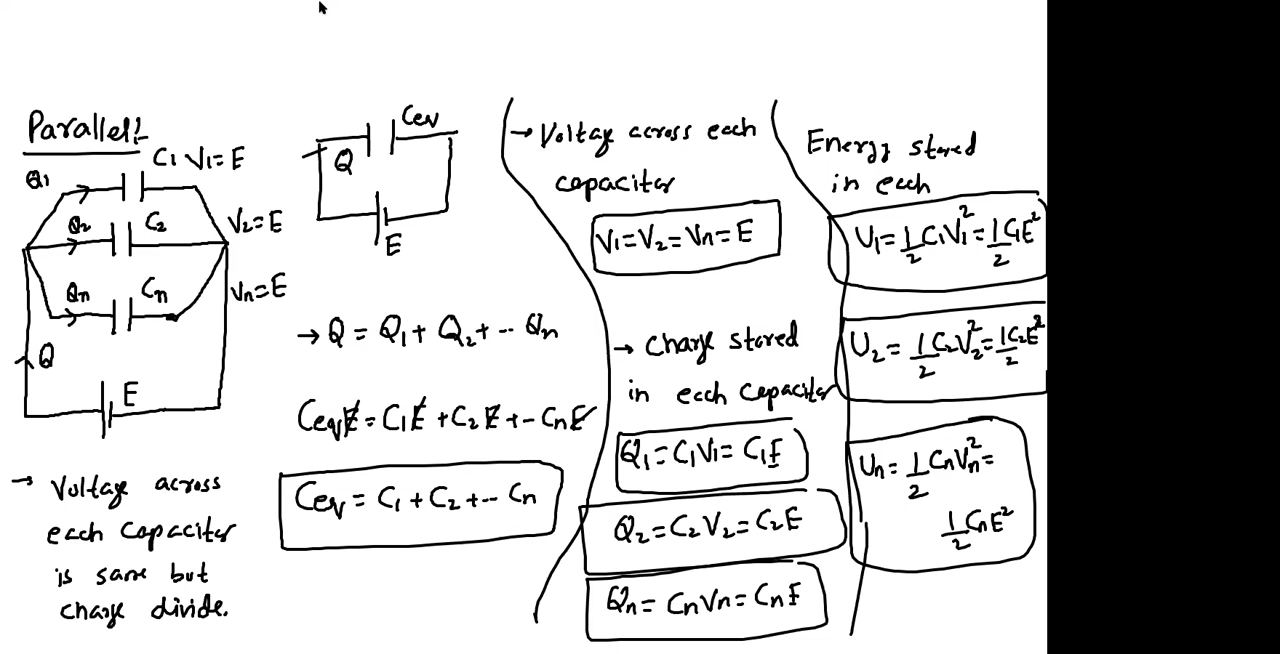 Parallel!
C1 V1=E
Q1
Q2 C2 V2=E
Qn Cn Vn=E
Q
E
→ Voltage across
each capacitor
is same but
charge divide.
Ceq
Q
E
→ Q = Q1+ Q2+ -- Qn
CeqE = C1E + C2E +-- CnE
Ceq = C1 + C2 +-- Cn
→ Voltage across each
capacitor
V1=V2=Vn= E
→ Charge stored
in each capacitor
Q1=C1V1= C1E
Q2=C2V2=C2E
Qn= CnVn=CnE
Energy stored
in each
U1=1/2 C1V1²=1/2 C1E²
U2=1/2 C2V2²=1/2 C2E²
Un=1/2 CnVn²=
1/2 CnE²